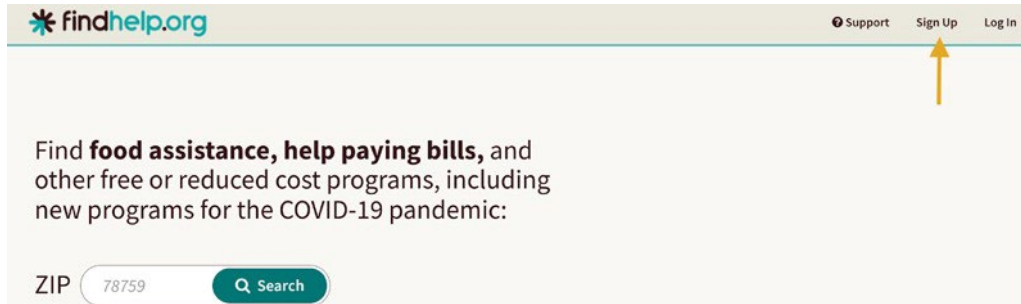 findhelp.org
Support Sign Up Log In
Find food assistance, help paying bills, and
other free or reduced cost programs, including
new programs for the COVID-19 pandemic:
ZIP 78759 Search